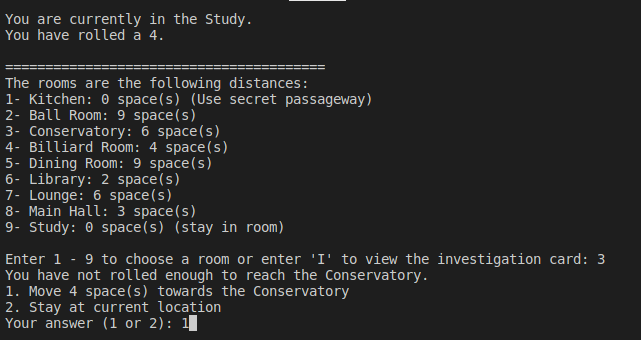 You are currently in the Study.
You have rolled a 4.
=======================================
The rooms are the following distances:
1- Kitchen: 0 space(s) (Use secret passageway)
2- Ball Room: 9 space(s)
3- Conservatory: 6 space(s)
4- Billiard Room: 4 space(s)
5- Dining Room: 9 space(s)
6- Library: 2 space(s)
7- Lounge: 6 space(s)
8- Main Hall: 3 space(s)
9- Study: 0 space(s) (stay in room)
Enter 1 - 9 to choose a room or enter 'I' to view the investigation card: 3
You have not rolled enough to reach the Conservatory.
1. Move 4 space(s) towards the Conservatory
2. Stay at current location
Your answer (1 or 2): 1